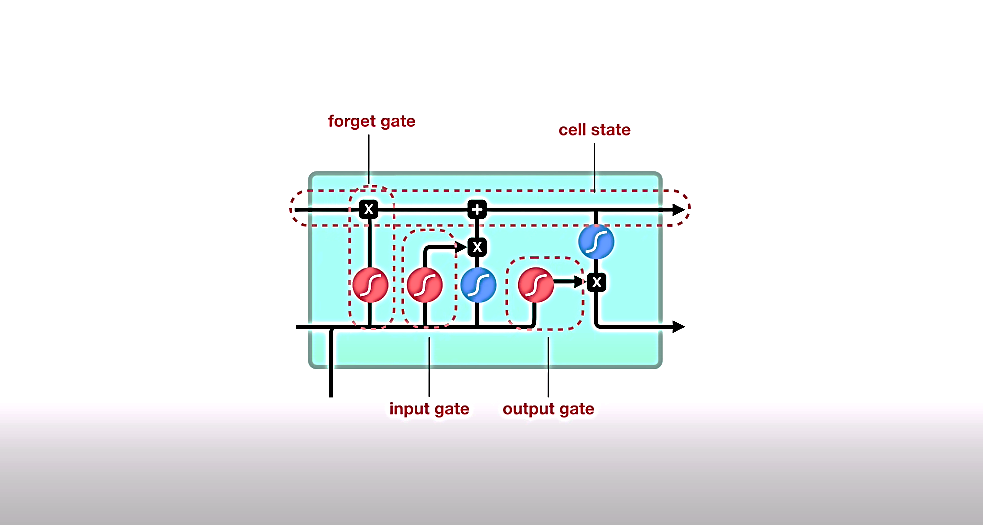 forget gate
cell state
X
+
X
X
input gate
output gate